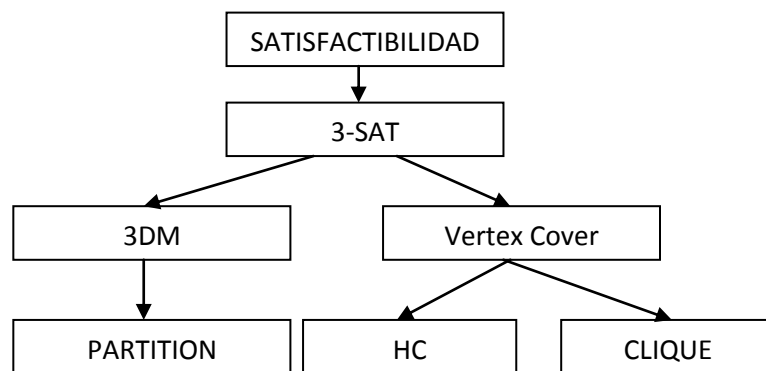 SATISFACTIBILIDAD
3-SAT
3DM
Vertex Cover
PARTITION
HC
CLIQUE